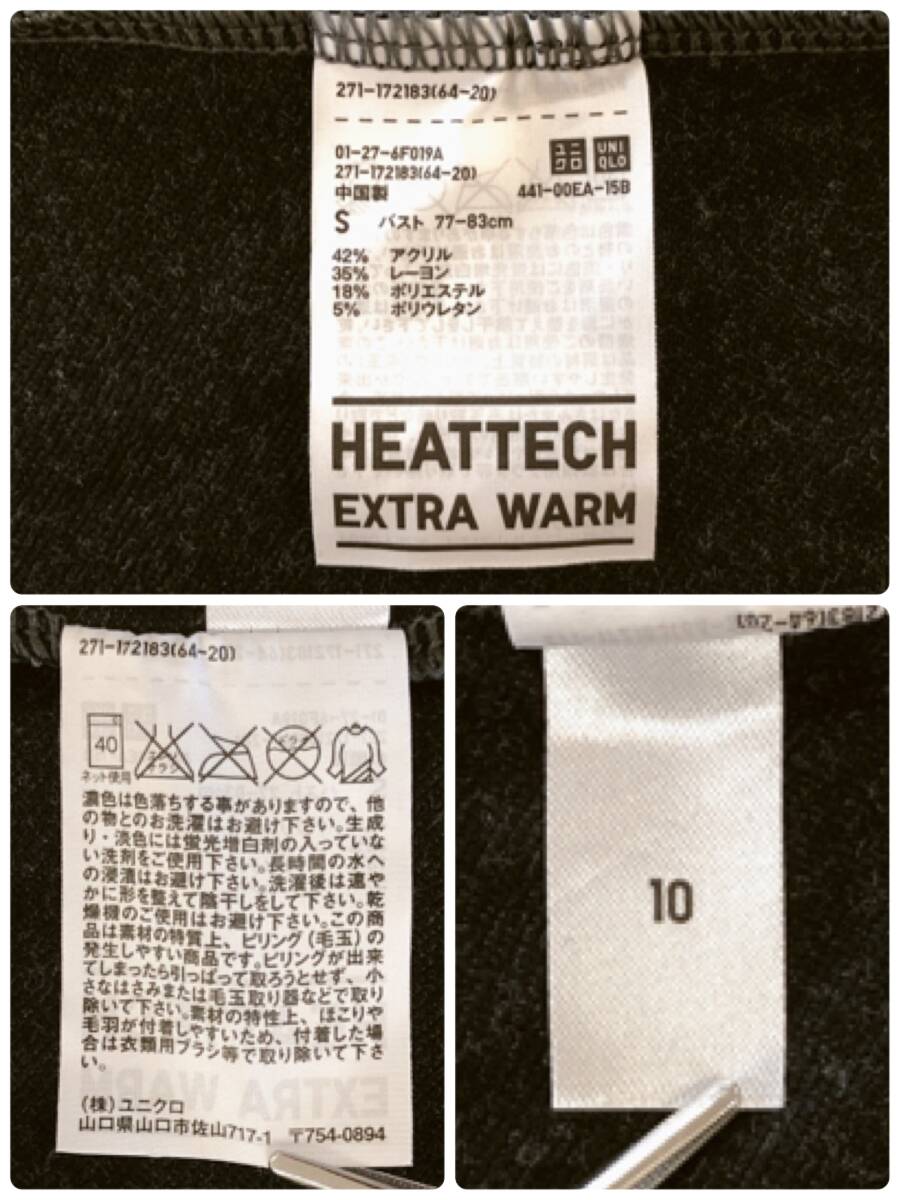 271-172183(64-20)
01-27-6F019A
ユニクロ
UNIQLO
271-172183(64-20)
中国製
441-00EA-15B
S バスト 77-83cm
42% アクリル
35% レーヨン
18% ポリエステル
5% ポリウレタン
HEATTECH
EXTRA WARM
271-172183(64-20)
40
ネット使用
エンソ
ドライ
濃色は色落ちする事がありますので、他
の物とのお洗濯はお避け下さい。生成
り・淡色には蛍光増白剤の入っていな
い洗剤をご使用下さい。長時間の水へ
の浸漬はお避け下さい。洗濯後は速や
かに形を整えて陰干しをして下さい。乾
燥機のご使用はお避け下さい。この商
品は素材の特質上、ピリング(毛玉)の
発生しやすい商品です。ピリングが出来
てしまったら引っぱって取ろうとせず、小
さなはさみまたは毛玉取り器などで取り
除いて下さい。素材の特性上、ほこりや
毛羽が付着しやすいため、付着した場
合は衣類用ブラシ等で取り除いて下さ
い。
(株)ユニクロ
山口県山口市佐山717-1 〒754-0894
10